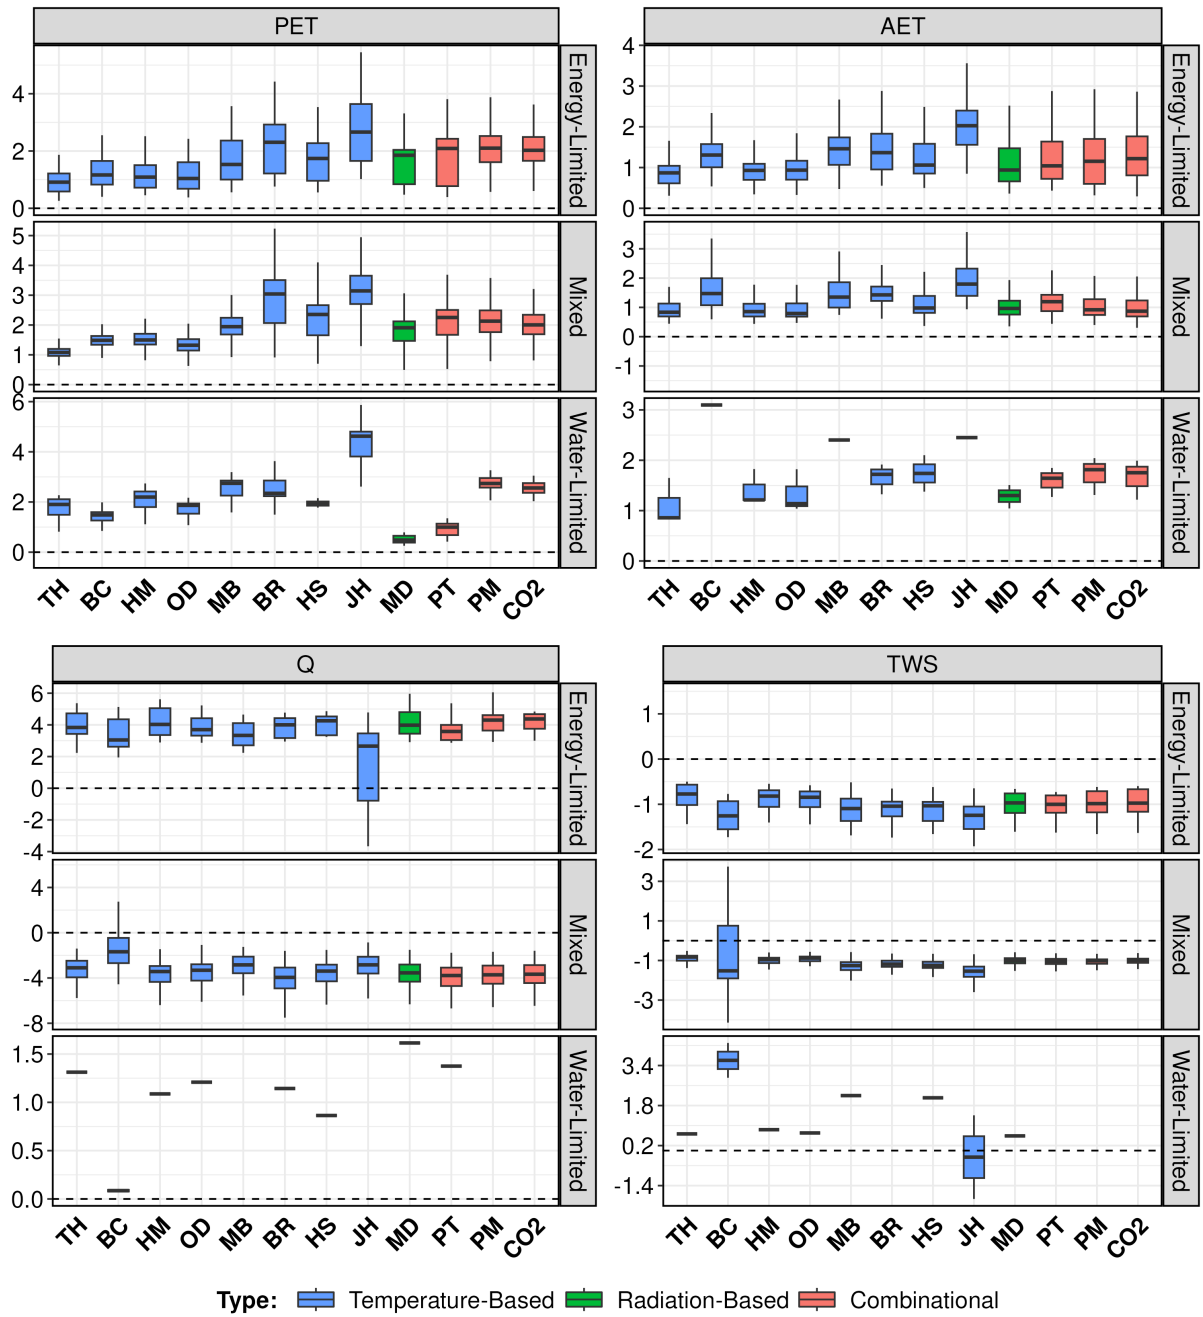 PET
4
2
0
Energy-Limited
5
4
3
2
1
0
Mixed
6
4
2
0
Water-Limited
TH BC HM OD MB BR HS JH MD PT PM CO2
AET
4
3
2
1
0
Energy-Limited
3
2
1
0
-1
Mixed
3
2
1
0
Water-Limited
TH BC HM OD MB BR HS JH MD PT PM CO2
Q
6
4
2
0
-2
-4
Energy-Limited
4
0
-4
-8
Mixed
1.5
1.0
0.5
0.0
Water-Limited
TH BC HM OD MB BR HS JH MD PT PM CO2
TWS
1
0
-1
-2
Energy-Limited
3
1
-1
-3
Mixed
3.4
1.8
0.2
-1.4
Water-Limited
TH BC HM OD MB BR HS JH MD PT PM CO2
Type: Temperature-Based Radiation-Based Combinational